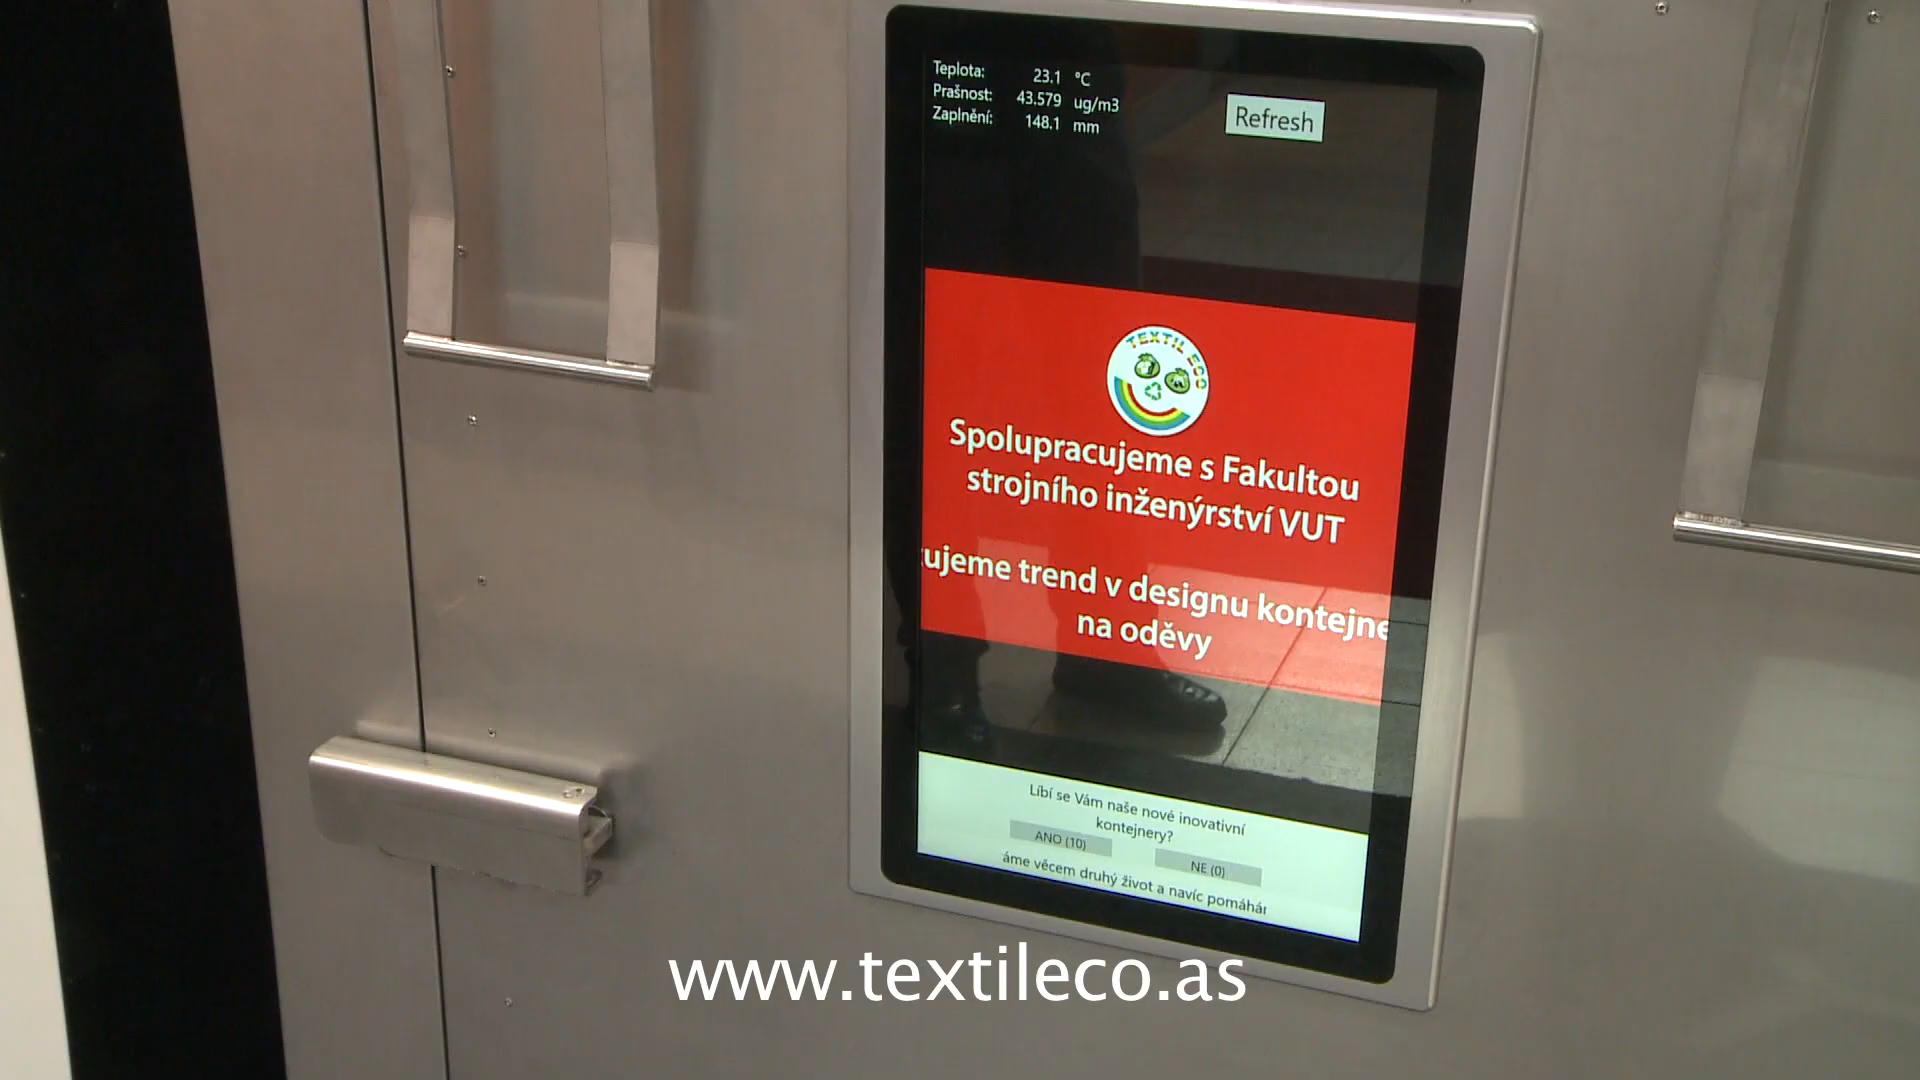 Teplota: 23.1 °C
Prašnost: 43.579 ug/m3
Zaplnění: 148.1 mm
Refresh
TEXTIL ECO
Spolupracujeme s Fakultou
strojního inženýrství VUT
ujeme trend v designu kontejne
na oděvy
Líbí se Vám naše nové inovativní
kontejnery?
ANO (10)
NE (0)
áme věcem druhý život a navíc pomáhá
www.textileco.as